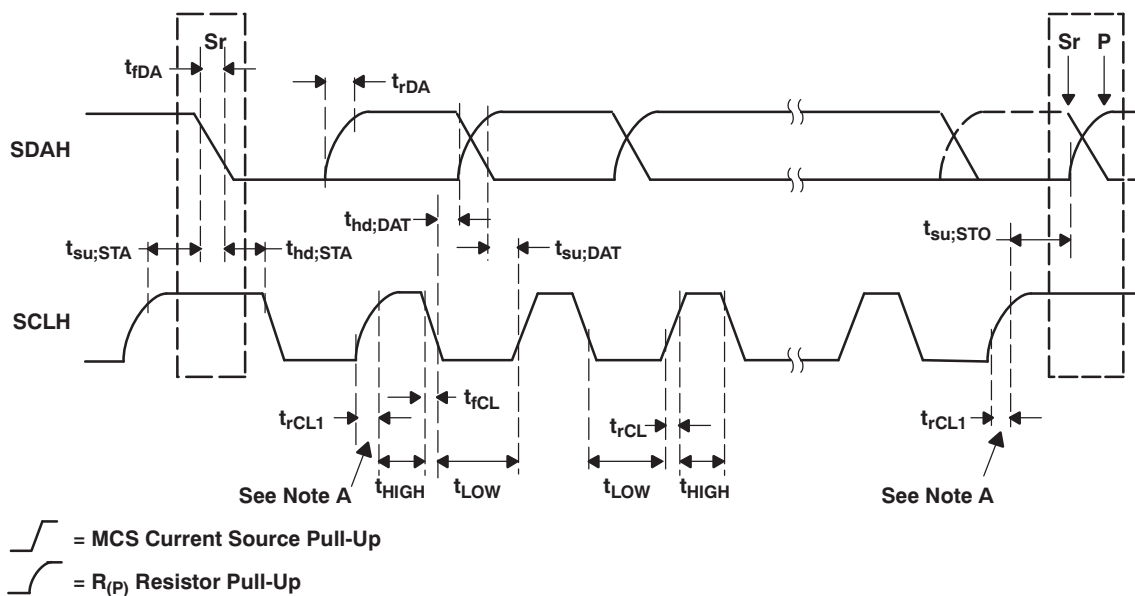 Sr
Sr P
t_fDA
t_rDA
SDAH
t_hd;DAT
t_su;STA
t_hd;STA
t_su;DAT
t_su;STO
SCLH
t_fCL
t_rCL1
t_rCL
t_rCL1
See Note A
t_HIGH
t_LOW
t_LOW
t_HIGH
See Note A
= MCS Current Source Pull-Up
= R_(P) Resistor Pull-Up